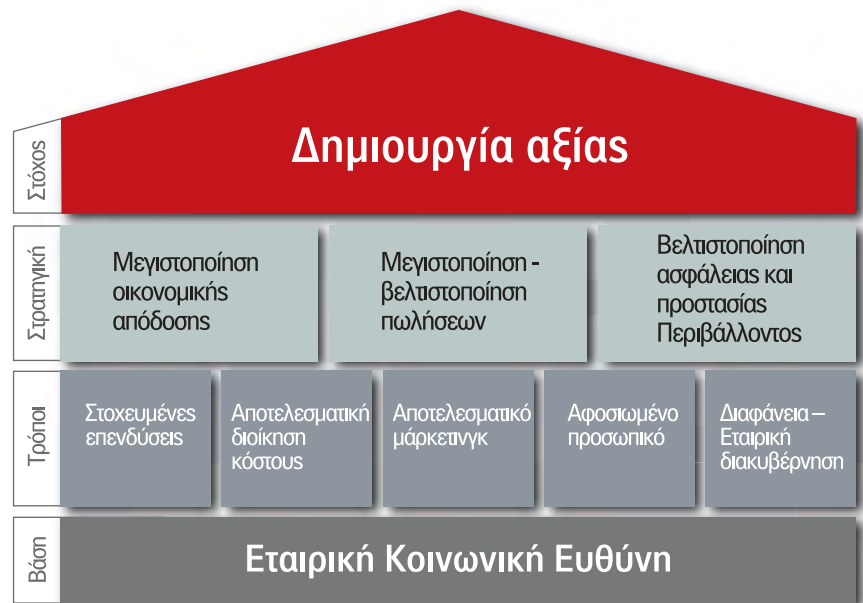 Στόχος
Δημιουργία αξίας
Στρατηγική
Μεγιστοποίηση
οικονομικής
απόδοσης
Μεγιστοποίηση -
βελτιστοποίηση
πωλήσεων
Βελτιστοποίηση
ασφάλειας και
προστασίας
Περιβάλλοντος
Τρόποι
Στοχευμένες
επενδύσεις
Αποτελεσματική
διοίκηση
κόστους
Αποτελεσματικό
μάρκετινγκ
Αφοσιωμένο
προσωπικό
Διαφάνεια –
Εταιρική
διακυβέρνηση
Βάση
Εταιρική Κοινωνική Ευθύνη